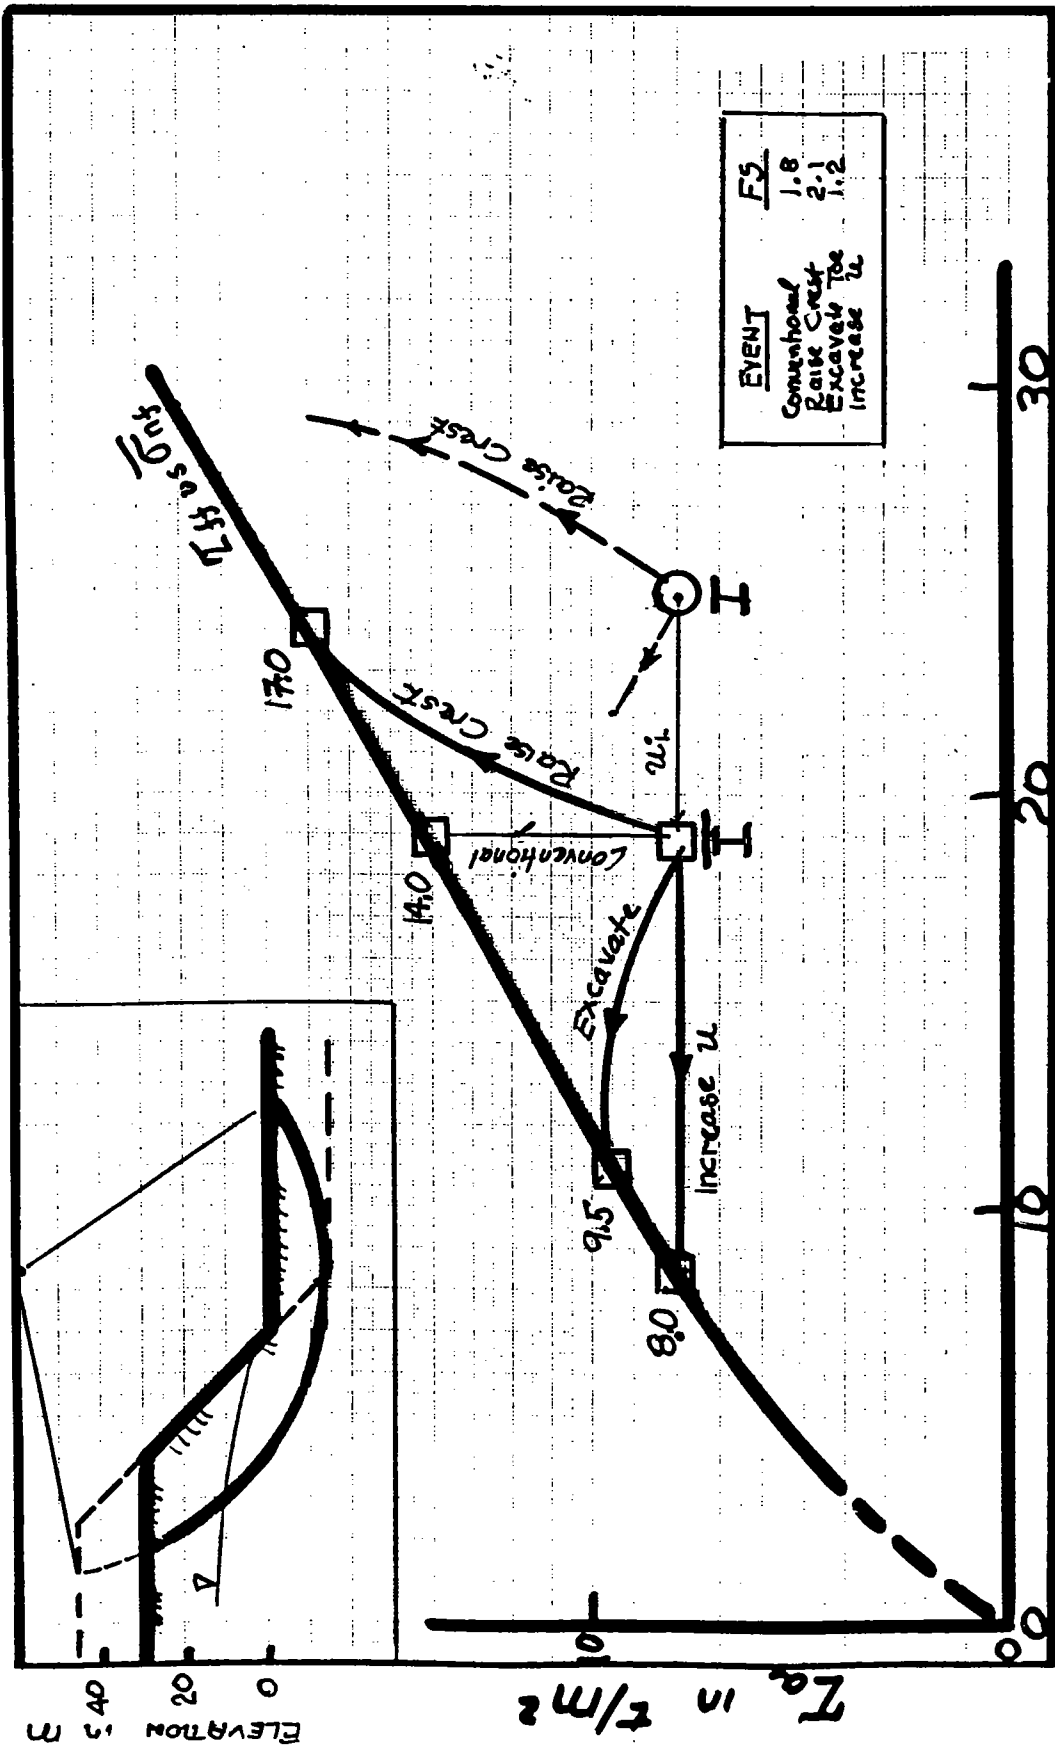 ELEVATION in m
40
20
0
τff vs σ̄nf
17.0
14.0
9.5
8.0
Raise Crest
Raise Crest
Conventional
Excavate
Increase u
ui
I
I
EVENT FS
Conventional 1.8
Raise Crest 2.1
Excavate Toe 1.2
Increase u
τa in t/m2
10
0
0
10
20
30